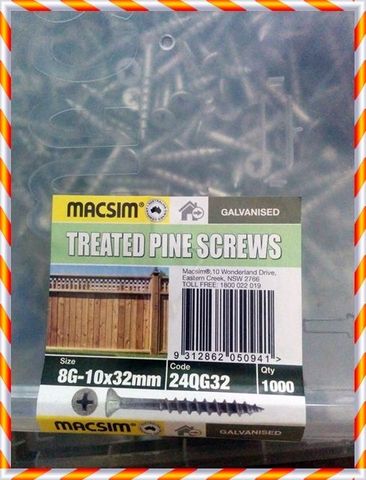 MACSIM®
GALVANISED
TREATED PINE SCREWS
Macsim®,10 Wonderland Drive,
Eastern Creek, NSW 2766
TOLL FREE: 1800 022 019
9 312862 050941 >
Size
8G-10x32mm
Code
24QG32
Qty
1000
MACSIM®
GALVANISED